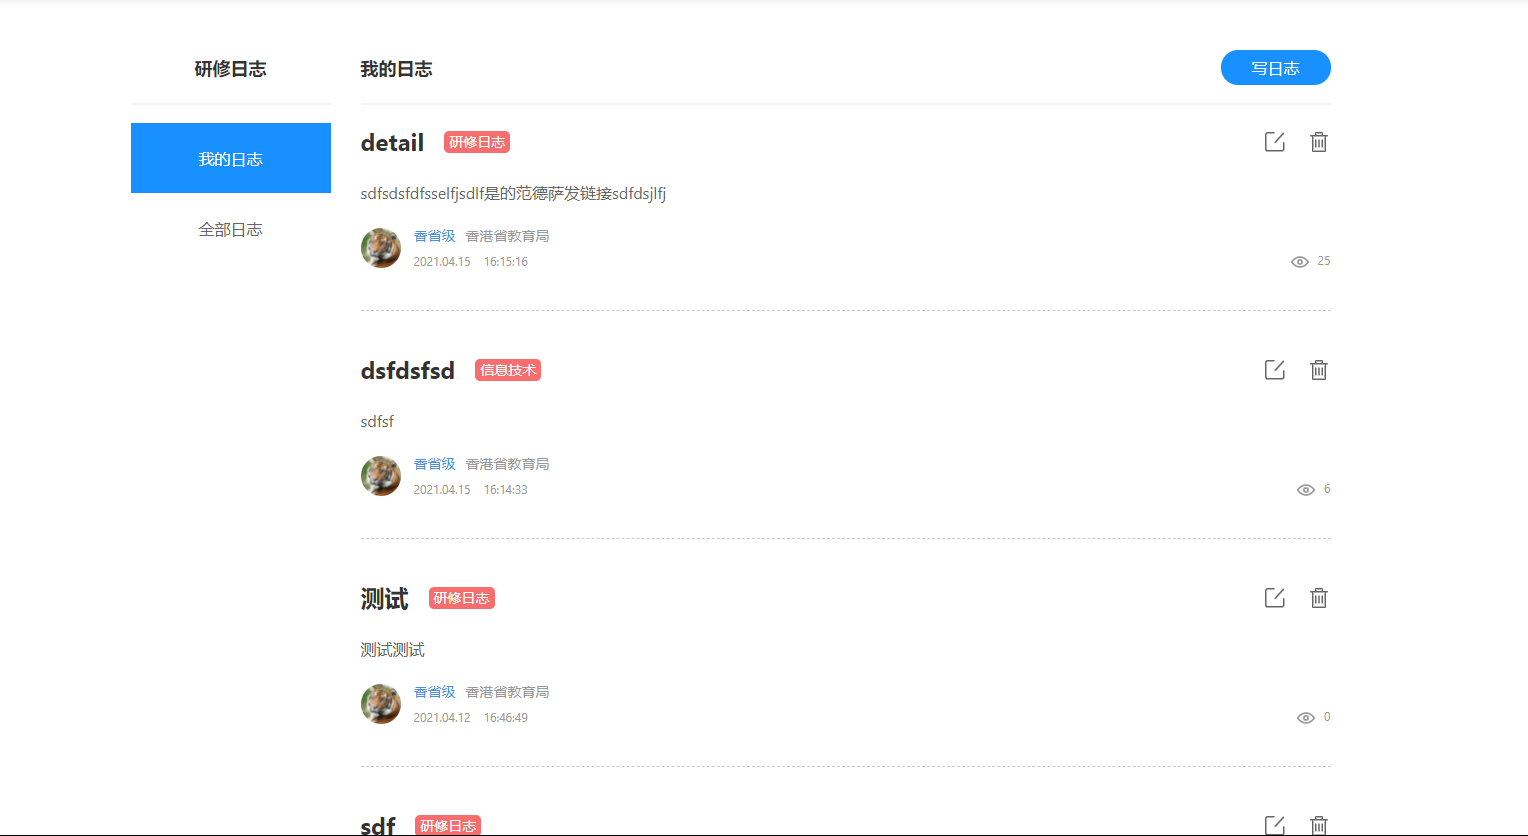 研修日志
我的日志
写日志
我的日志
全部日志
detail 研修日志
sdfsdsfdfsselfjsdlf是的范德萨发链接sdfdsjlfj
香省级 香港省教育局
2021.04.15 16:15:16
25
dsfdsfsd 信息技术
sdfsf
香省级 香港省教育局
2021.04.15 16:14:33
6
测试 研修日志
测试测试
香省级 香港省教育局
2021.04.12 16:46:49
0
sdf 研修日志